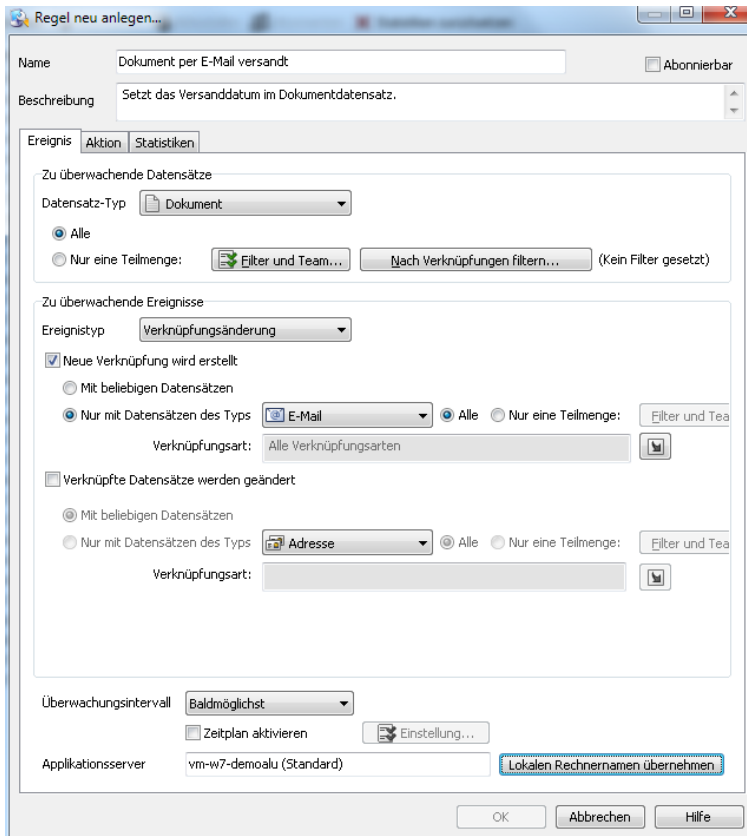 Regel neu anlegen...
Name Dokument per E-Mail versandt Abonnierbar
Beschreibung Setzt das Versanddatum im Dokumentdatensatz.
Ereignis Aktion Statistiken
Zu überwachende Datensätze
Datensatz-Typ Dokument
Alle
Nur eine Teilmenge: Filter und Team... Nach Verknüpfungen filtern... (Kein Filter gesetzt)
Zu überwachende Ereignisse
Ereignistyp Verknüpfungsänderung
Neue Verknüpfung wird erstellt
Mit beliebigen Datensätzen
Nur mit Datensätzen des Typs E-Mail Alle Nur eine Teilmenge: Filter und Tea
Verknüpfungsart: Alle Verknüpfungsarten
Verknüpfte Datensätze werden geändert
Mit beliebigen Datensätzen
Nur mit Datensätzen des Typs Adresse Alle Nur eine Teilmenge: Filter und Tea
Verknüpfungsart:
Überwachungsintervall Baldmöglichst
Zeitplan aktivieren Einstellung...
Applikationsserver vm-w7-demoalu (Standard) Lokalen Rechnernamen übernehmen
OK Abbrechen Hilfe